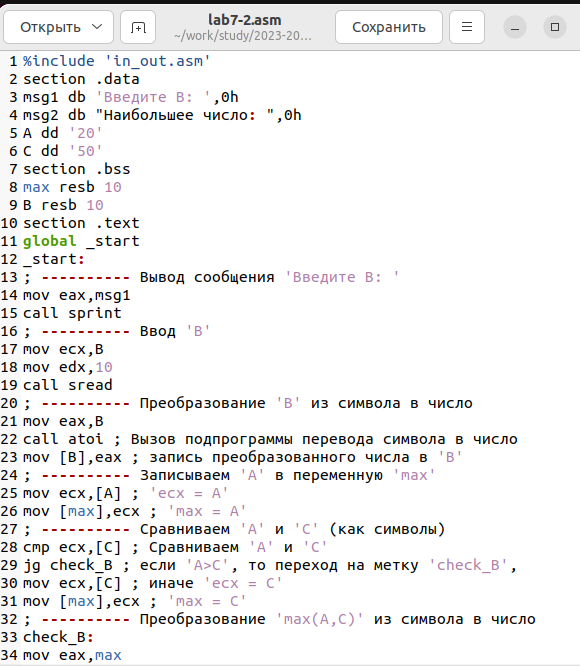 Открыть
lab7-2.asm
~/work/study/2023-20...
Сохранить
1 %include 'in_out.asm'
2 section .data
3 msg1 db 'Введите B: ',0h
4 msg2 db "Наибольшее число: ",0h
5 A dd '20'
6 C dd '50'
7 section .bss
8 max resb 10
9 B resb 10
10 section .text
11 global _start
12 _start:
13 ; ---------- Вывод сообщения 'Введите B: '
14 mov eax,msg1
15 call sprint
16 ; ---------- Ввод 'B'
17 mov ecx,B
18 mov edx,10
19 call sread
20 ; ---------- Преобразование 'B' из символа в число
21 mov eax,B
22 call atoi ; Вызов подпрограммы перевода символа в число
23 mov [B],eax ; запись преобразованного числа в 'B'
24 ; ---------- Записываем 'A' в переменную 'max'
25 mov ecx,[A] ; 'ecx = A'
26 mov [max],ecx ; 'max = A'
27 ; ---------- Сравниваем 'A' и 'С' (как символы)
28 cmp ecx,[C] ; Сравниваем 'A' и 'С'
29 jg check_B ; если 'A>C', то переход на метку 'check_B',
30 mov ecx,[C] ; иначе 'ecx = C'
31 mov [max],ecx ; 'max = C'
32 ; ---------- Преобразование 'max(A,C)' из символа в число
33 check_B:
34 mov eax,max